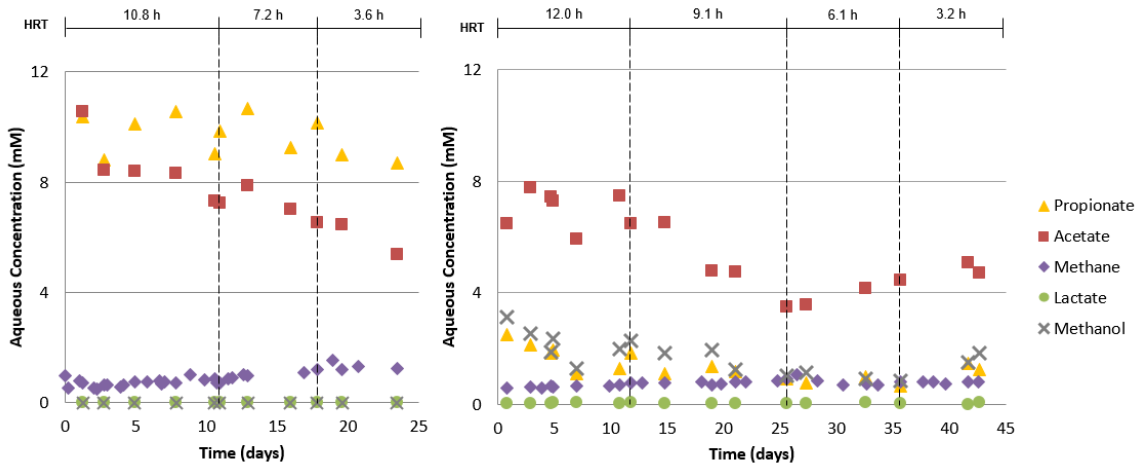 10.8 h 7.2 h 3.6 h
HRT
12.0 h 9.1 h 6.1 h 3.2 h
HRT
12
8
4
0
Aqueous Concentration (mM)
0 5 10 15 20 25
Time (days)
12
8
4
0
Aqueous Concentration (mM)
0 5 10 15 20 25 30 35 40 45
Time (days)
Propionate
Acetate
Methane
Lactate
Methanol